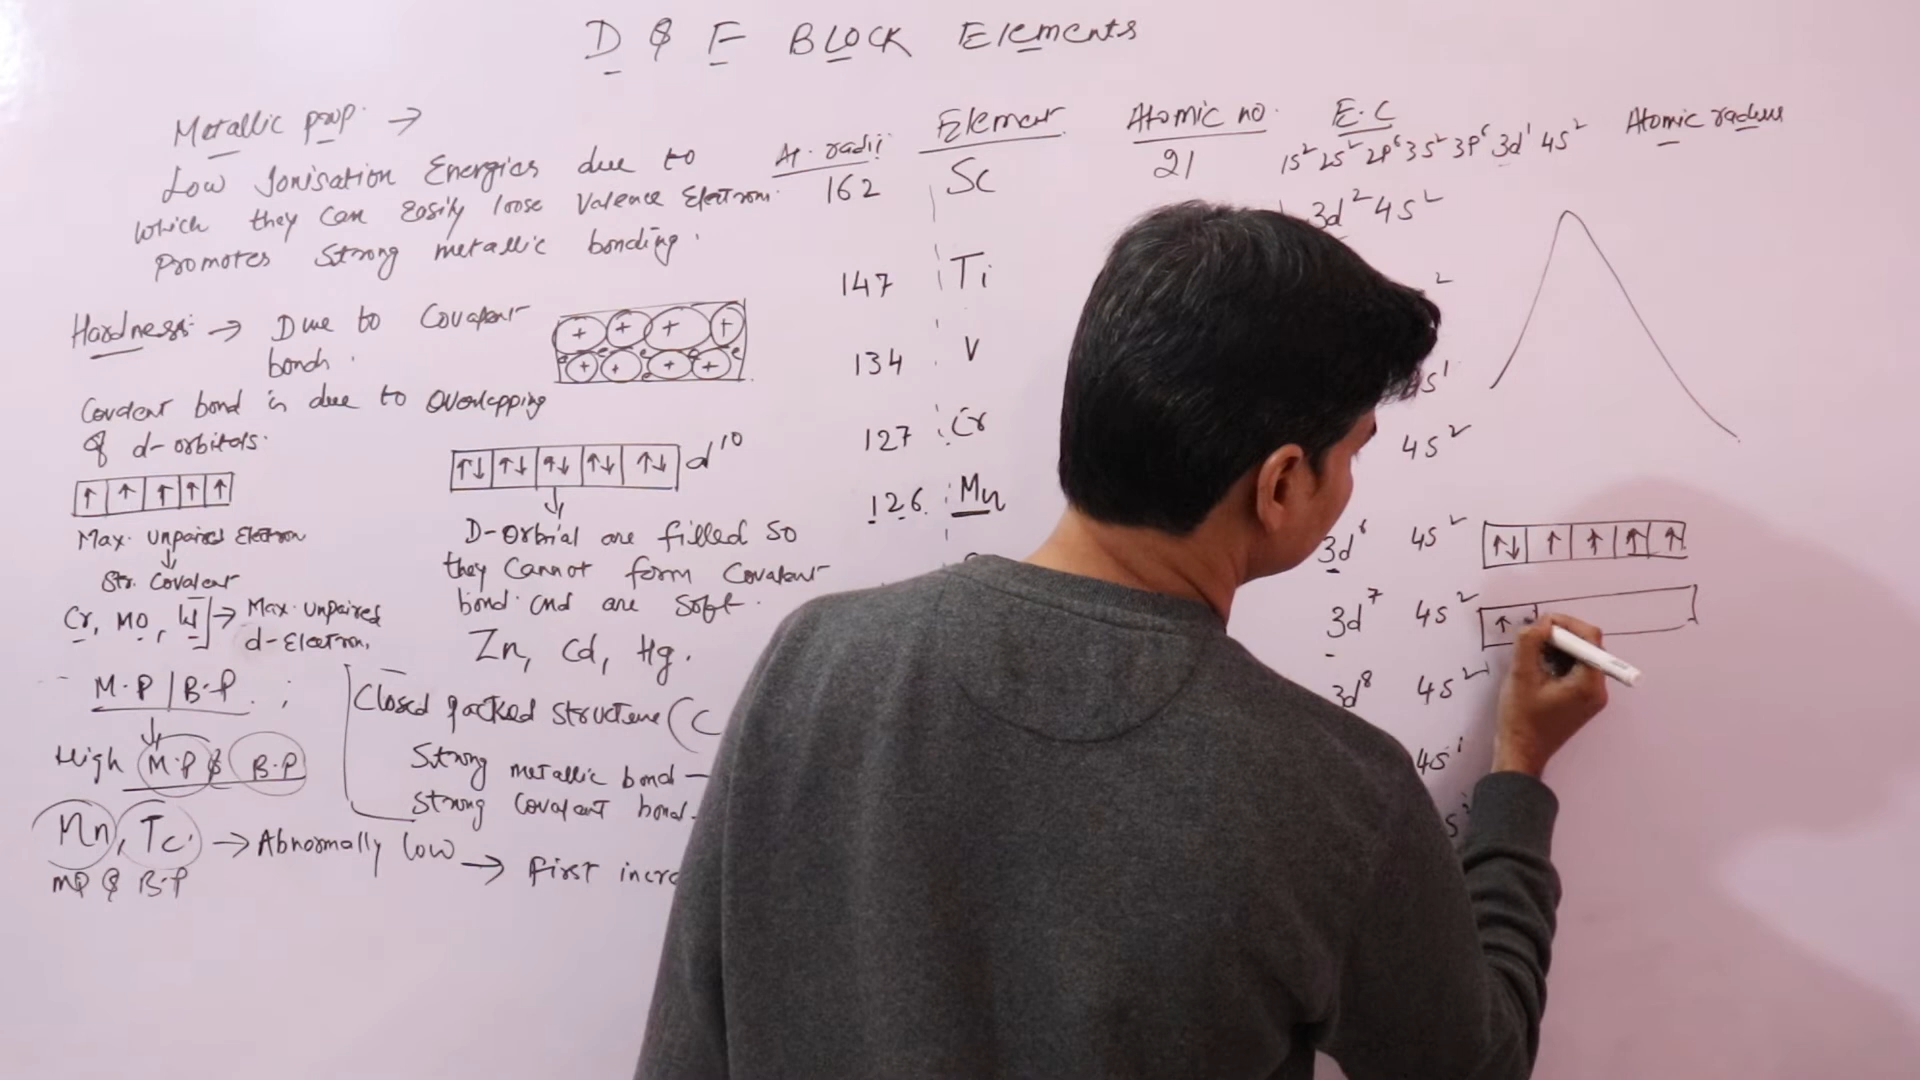 D & F BLOCK Elements
Metallic prop. →
Low Ionisation Energies due to
which they can easily loose valence Electron.
Promotes strong metallic bonding.
Hardness: → Due to Covalent
bonds.
+ + + +
+ + + +
e e e e e
Covalent bond is due to overlapping
of d-orbitals.
↑ ↑ ↑ ↑ ↑
Max. unpaired Electron
↓
Str. Covalent
Cr, MO, W] → Max. unpaired
d-Electron,
M.P | B.P. ;
↓
High M.P & B.P
Mn, Tc. → Abnormally low → first incre
MP & B.P
↑↓ ↑↓ ↑↓ ↑↓ ↑↓ d¹⁰
↓
D-Orbial are filled so
they cannot form covalent
bond. and are soft.
Zn, Cd, Hg.
Closed packed structure (C
Strong metallic bond —
Strong covalent bond.
At. radii Element Atomic no. E.C Atomic radius
162 Sc 21 1s² 2s² 2p⁶ 3s² 3p⁶ 3d¹ 4s²
3d² 4s²
147 Ti
2
134 V
4s¹
127 Cr
4s²
126. Mn
3d⁶ 4s² ↑↓ ↑ ↑ ↑ ↑
3d⁷ 4s² ↑
3d⁸ 4s²
4s¹
s²